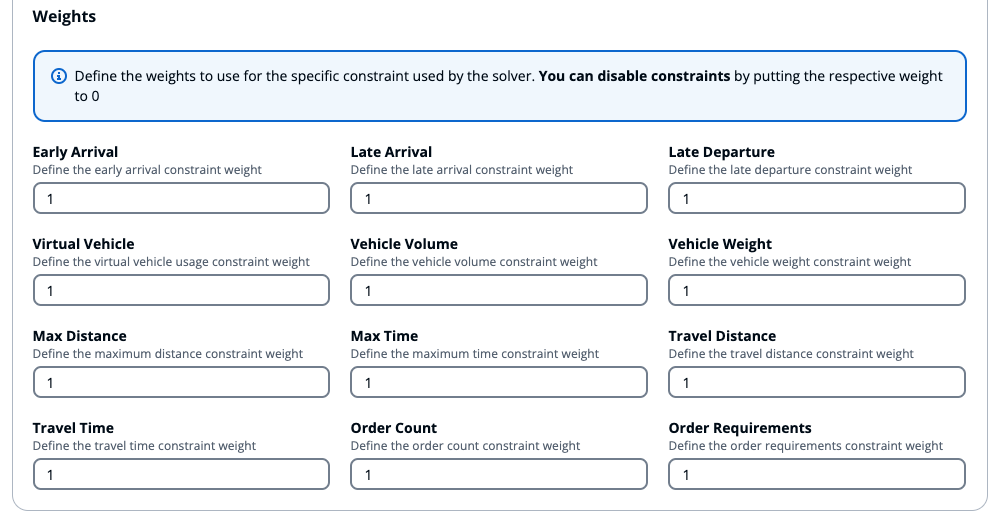 Weights
Define the weights to use for the specific constraint used by the solver. You can disable constraints by putting the respective weight
to 0
Early Arrival
Define the early arrival constraint weight
1
Late Arrival
Define the late arrival constraint weight
1
Late Departure
Define the late departure constraint weight
1
Virtual Vehicle
Define the virtual vehicle usage constraint weight
1
Vehicle Volume
Define the vehicle volume constraint weight
1
Vehicle Weight
Define the vehicle weight constraint weight
1
Max Distance
Define the maximum distance constraint weight
1
Max Time
Define the maximum time constraint weight
1
Travel Distance
Define the travel distance constraint weight
1
Travel Time
Define the travel time constraint weight
1
Order Count
Define the order count constraint weight
1
Order Requirements
Define the order requirements constraint weight
1